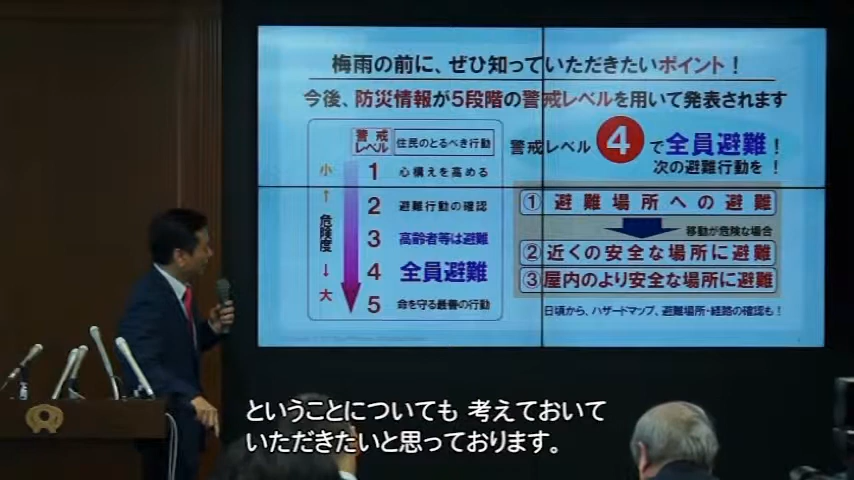 梅雨の前に、ぜひ知っていただきたいポイント！
今後、防災情報が5段階の警戒レベルを用いて発表されます
警戒レベル 住民のとるべき行動
小 ↑ 危険度 ↓ 大
1 心構えを高める
2 避難行動の確認
3 高齢者等は避難
4 全員避難
5 命を守る最善の行動
警戒レベル 4 で全員避難！
次の避難行動を！
① 避難場所への避難
移動が危険な場合
② 近くの安全な場所に避難
③ 屋内のより安全な場所に避難
日頃から、ハザードマップ、避難場所・経路の確認も！
ということについても 考えておいて
いただきたいと思っております。